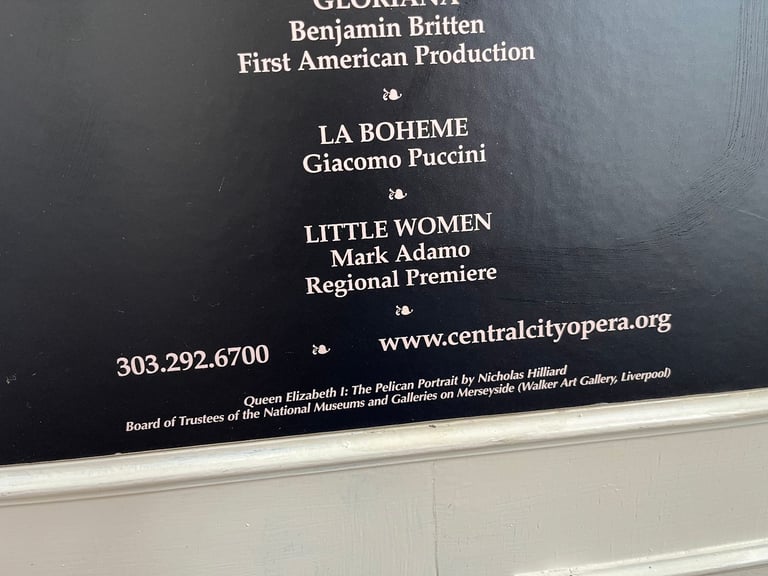 GLORIANA
Benjamin Britten
First American Production
LA BOHEME
Giacomo Puccini
LITTLE WOMEN
Mark Adamo
Regional Premiere
303.292.6700 www.centralcityopera.org
Queen Elizabeth I: The Pelican Portrait by Nicholas Hilliard
Board of Trustees of the National Museums and Galleries on Merseyside (Walker Art Gallery, Liverpool)